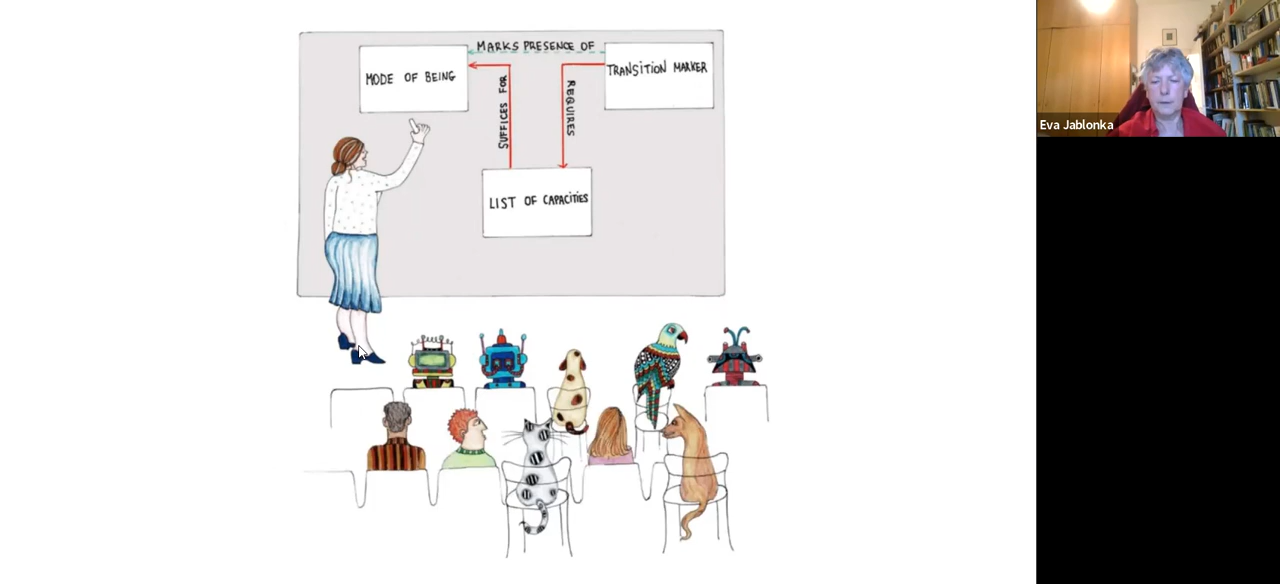 MARKS PRESENCE OF
MODE OF BEING
TRANSITION MARKER
SUFFICES FOR
REQUIRES
LIST OF CAPACITIES
Eva Jablonka